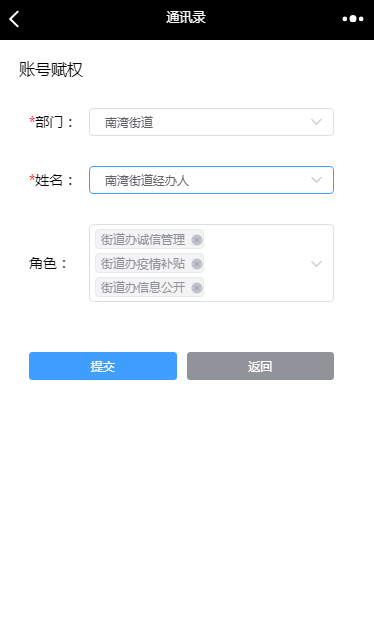 通讯录
账号赋权
*部门：
南湾街道
*姓名：
南湾街道经办人
角色：
街道办诚信管理
街道办疫情补贴
街道办信息公开
提交
返回